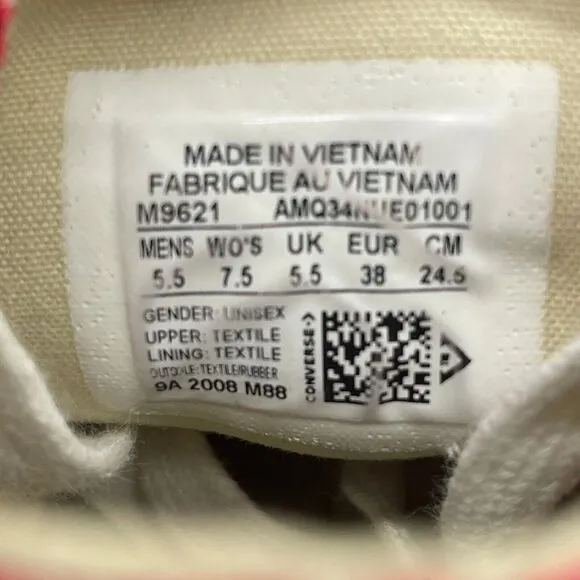 MADE IN VIETNAM
FABRIQUE AU VIETNAM
M9621
MENS WO'S UK EUR CM
5.5 7.5 5.5 38 24.5
GENDER: UNISEX
UPPER: TEXTILE
LINING: TEXTILE
OUTSOLE: TEXTILE/RUBBER
9A 2008 M88
CONVERSE